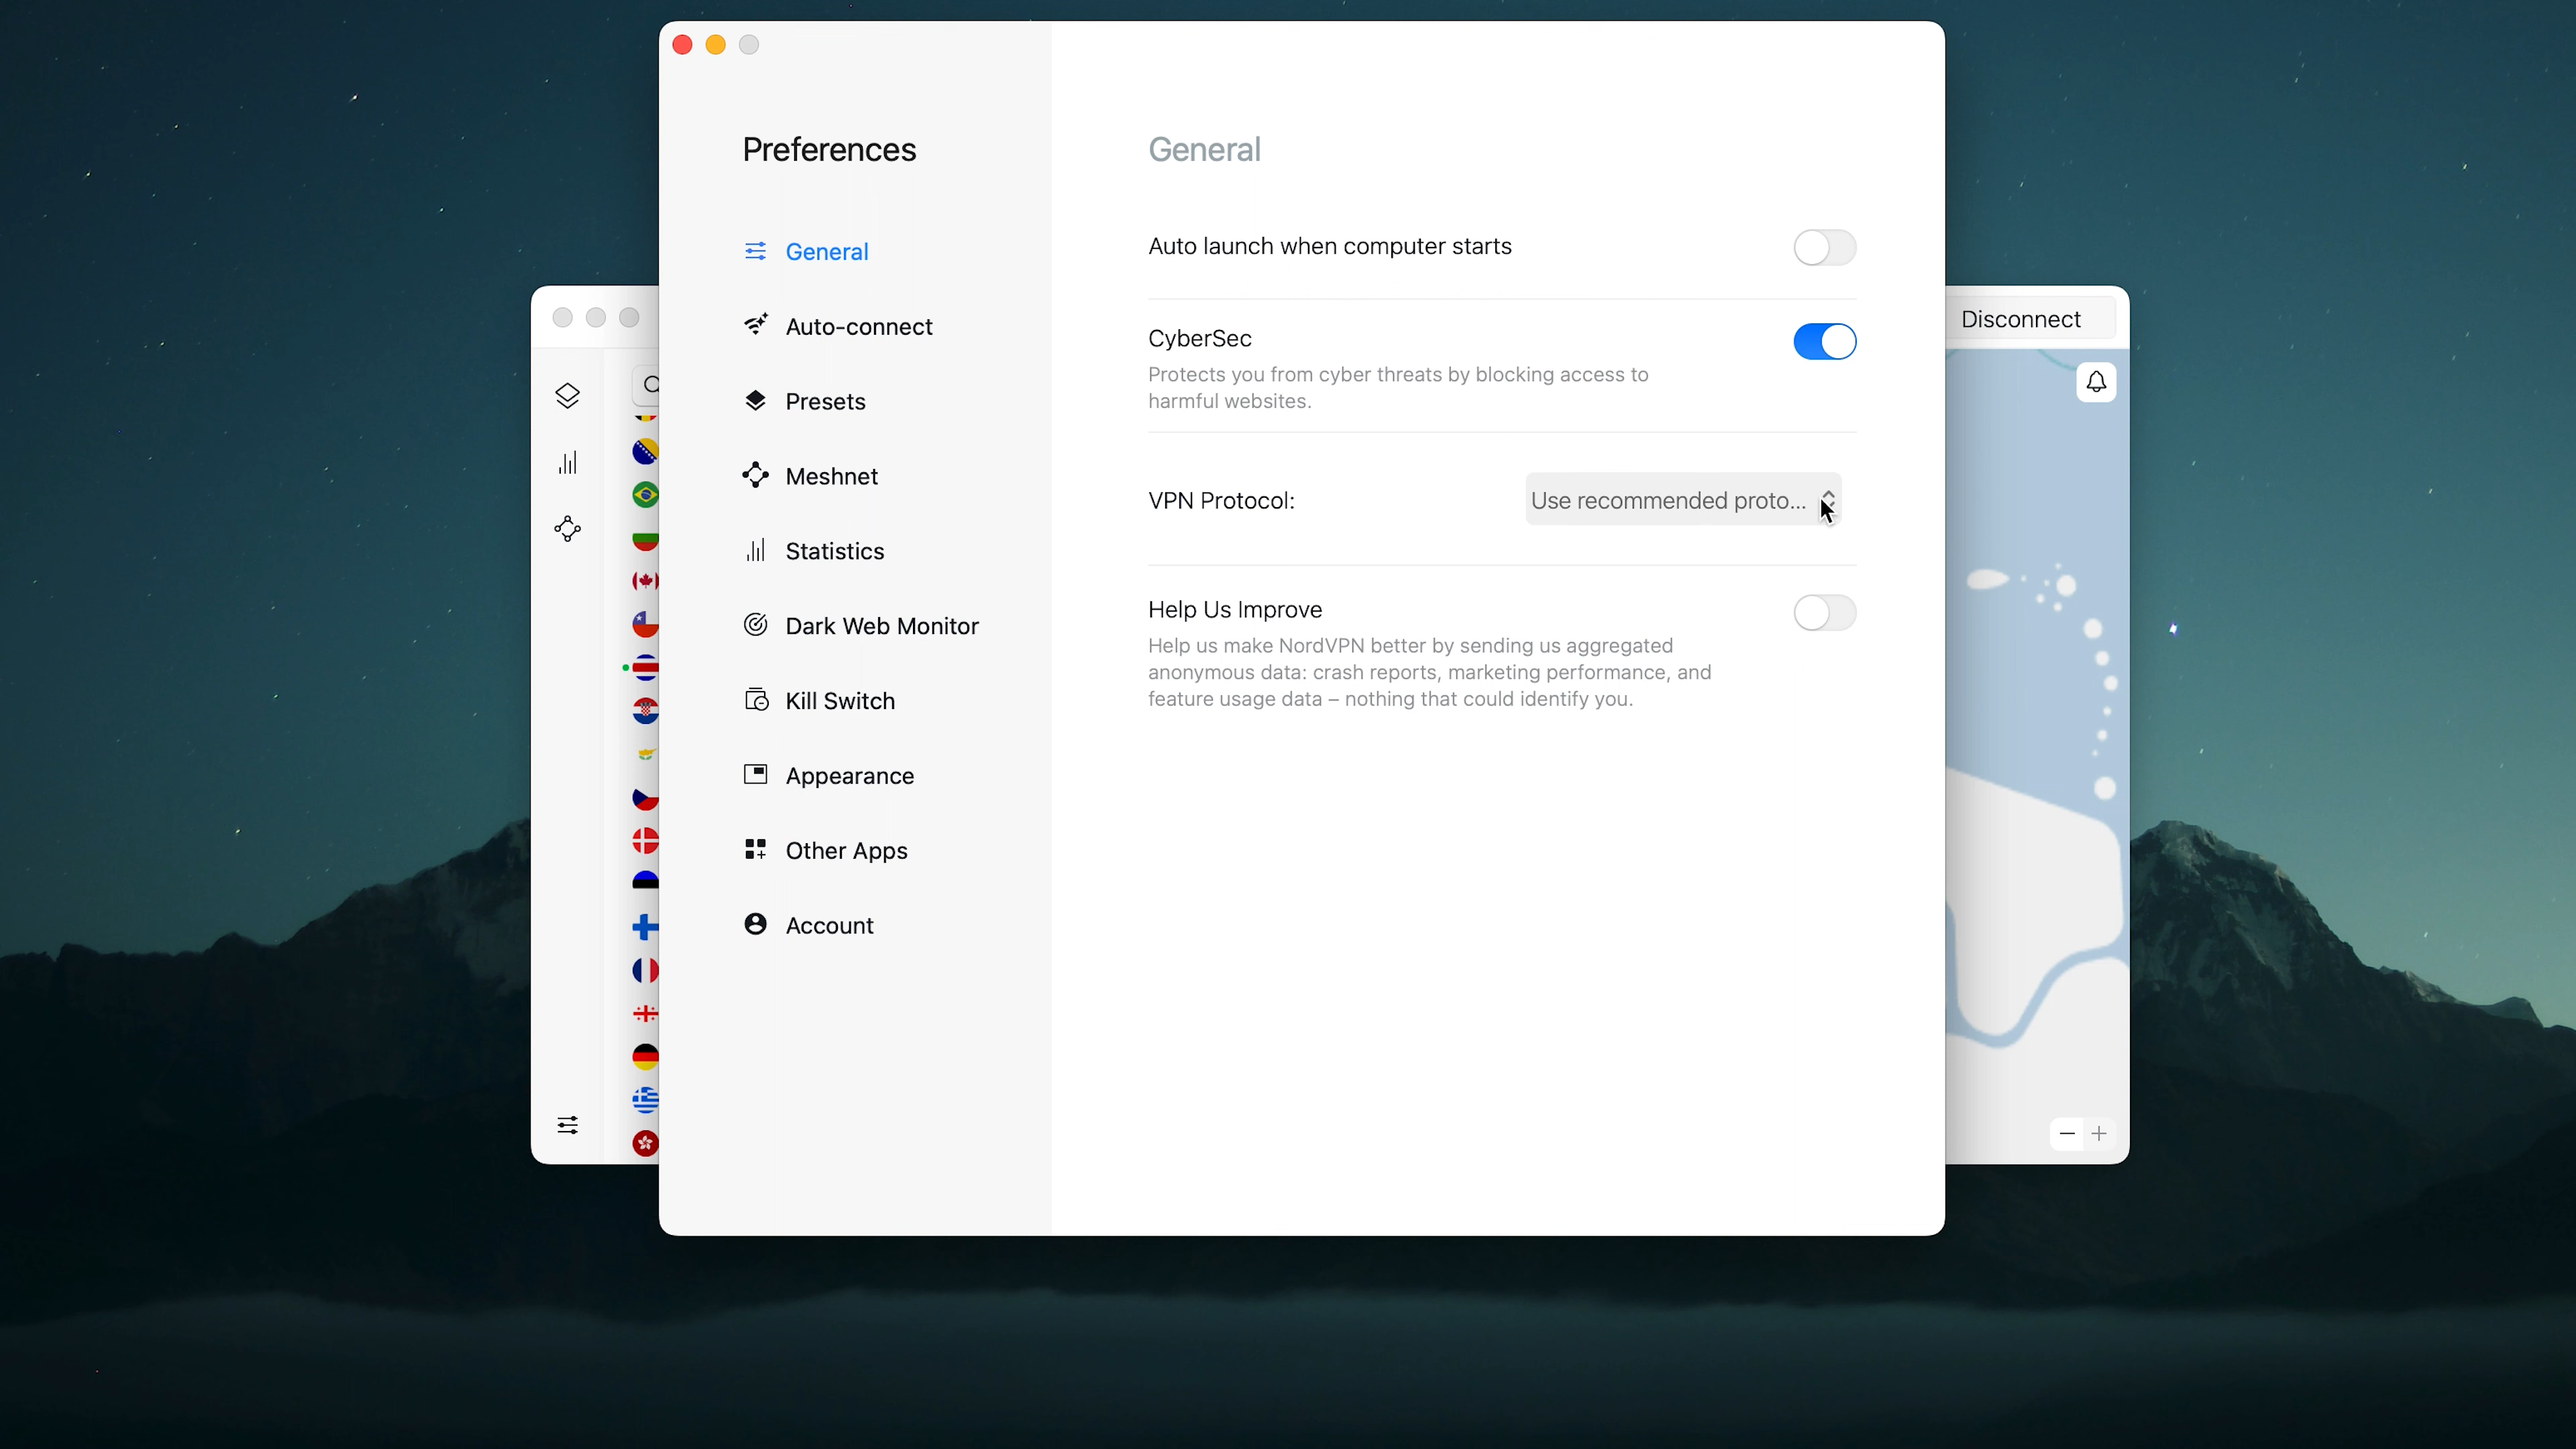 Preferences
General
Auto-connect
Presets
Meshnet
Statistics
Dark Web Monitor
Kill Switch
Appearance
Other Apps
Account
General
Auto launch when computer starts
CyberSec
Protects you from cyber threats by blocking access to
harmful websites.
VPN Protocol:
Use recommended proto...
Help Us Improve
Help us make NordVPN better by sending us aggregated
anonymous data: crash reports, marketing performance, and
feature usage data – nothing that could identify you.
Disconnect